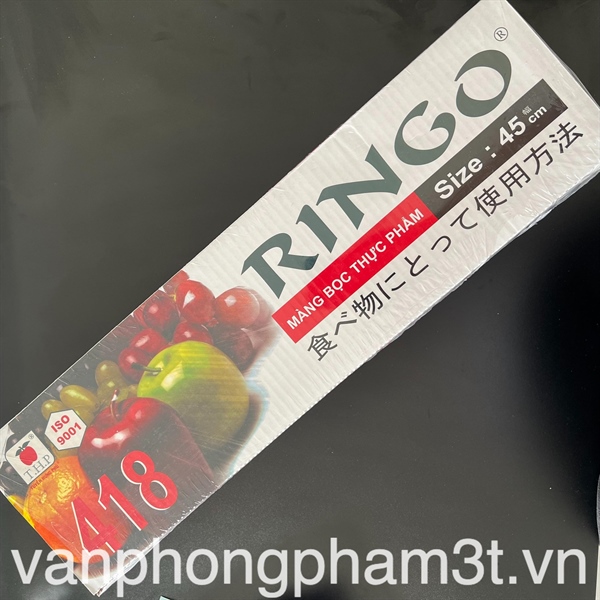 RINGO ®
MÀNG BỌC THỰC PHẨM
Size : 45 幅 cm
食べ物にとって使用方法
ISO
9001
T.H.P
418
vanphongpham3t.vn